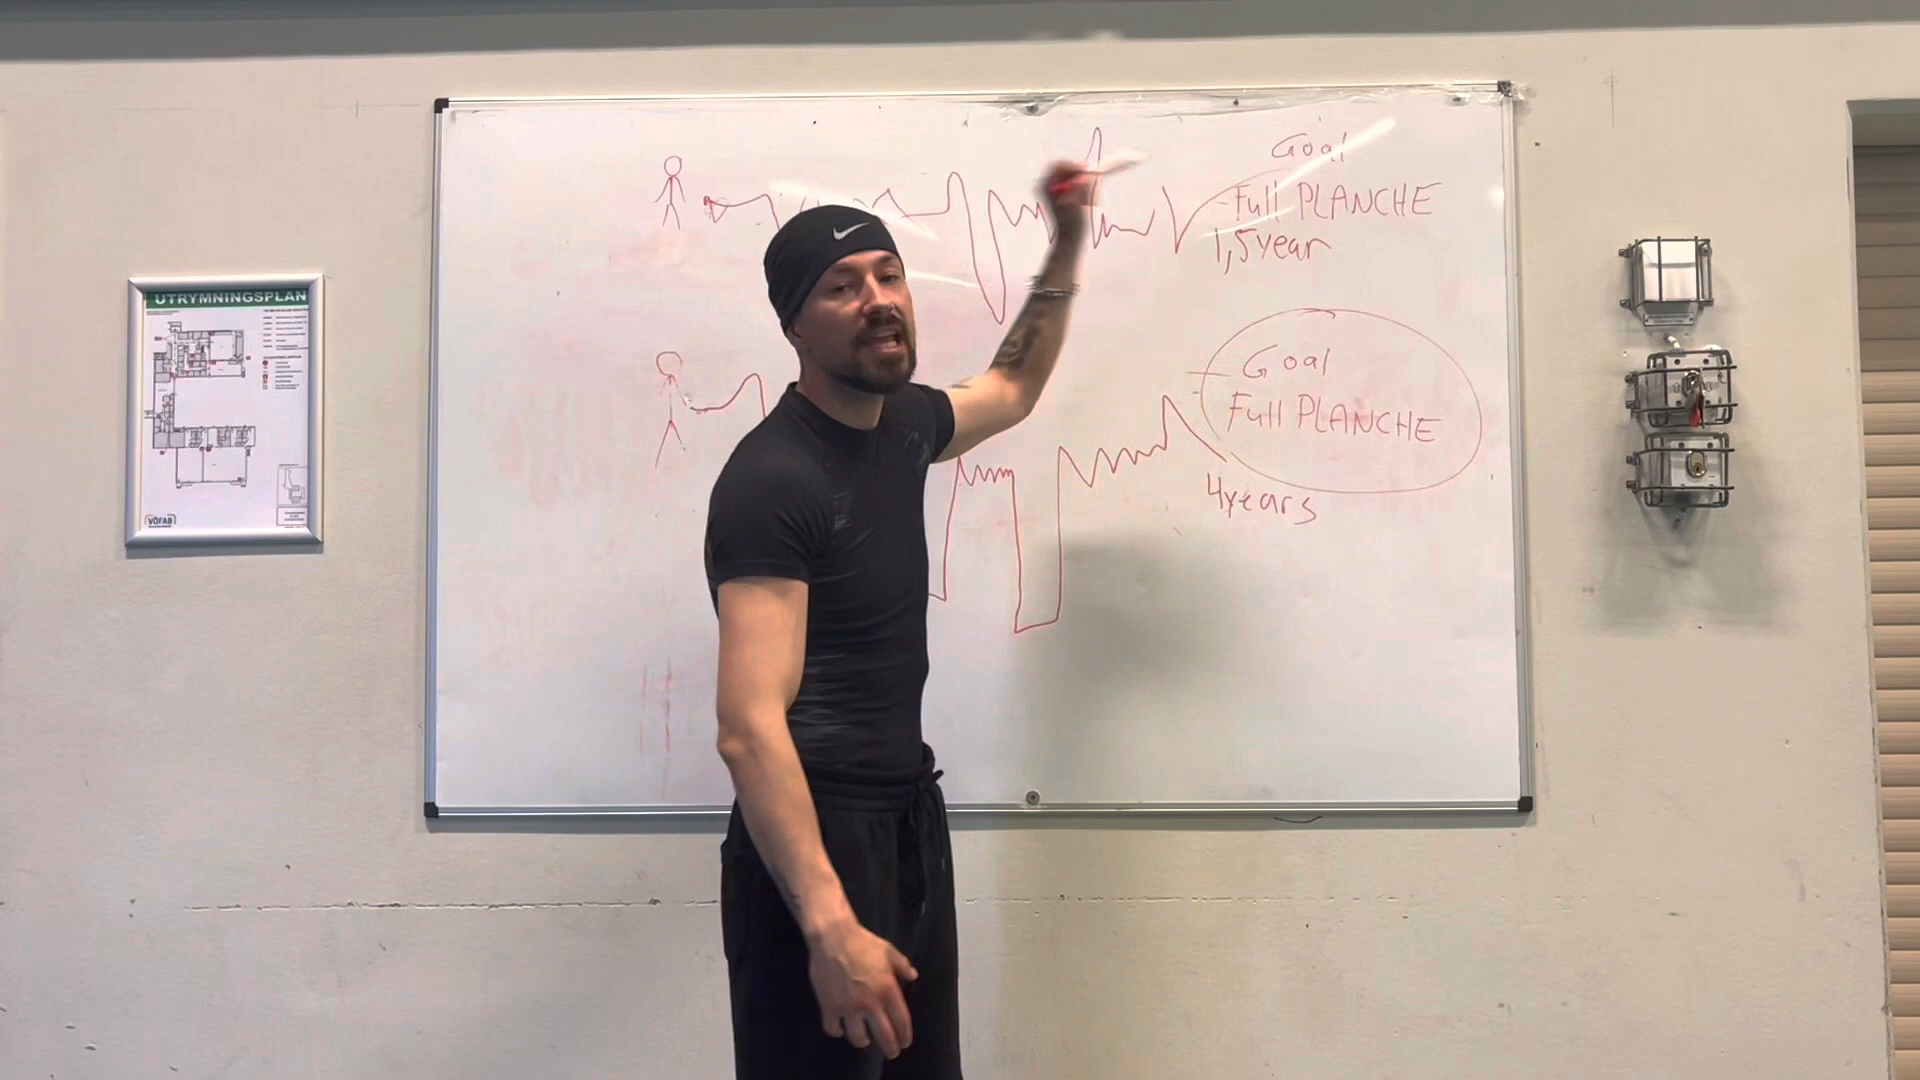 UTRYMNINGSPLAN
VÖFAB
Goal
-Full PLANCHE
1,5year
Goal
Full PLANCHE
4years